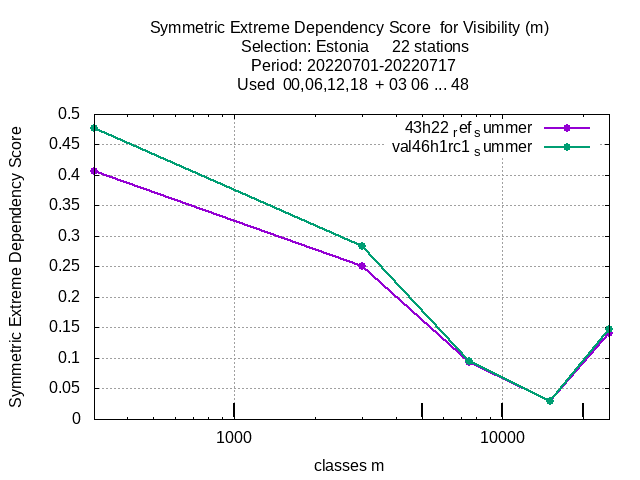 Symmetric Extreme Dependency Score for Visibility (m)
Selection: Estonia 22 stations
Period: 20220701-20220717
Used 00,06,12,18 + 03 06 ... 48
43h22 ref summer
val46h1rc1 summer
Symmetric Extreme Dependency Score
0.5
0.45
0.4
0.35
0.3
0.25
0.2
0.15
0.1
0.05
0
1000 10000
classes m